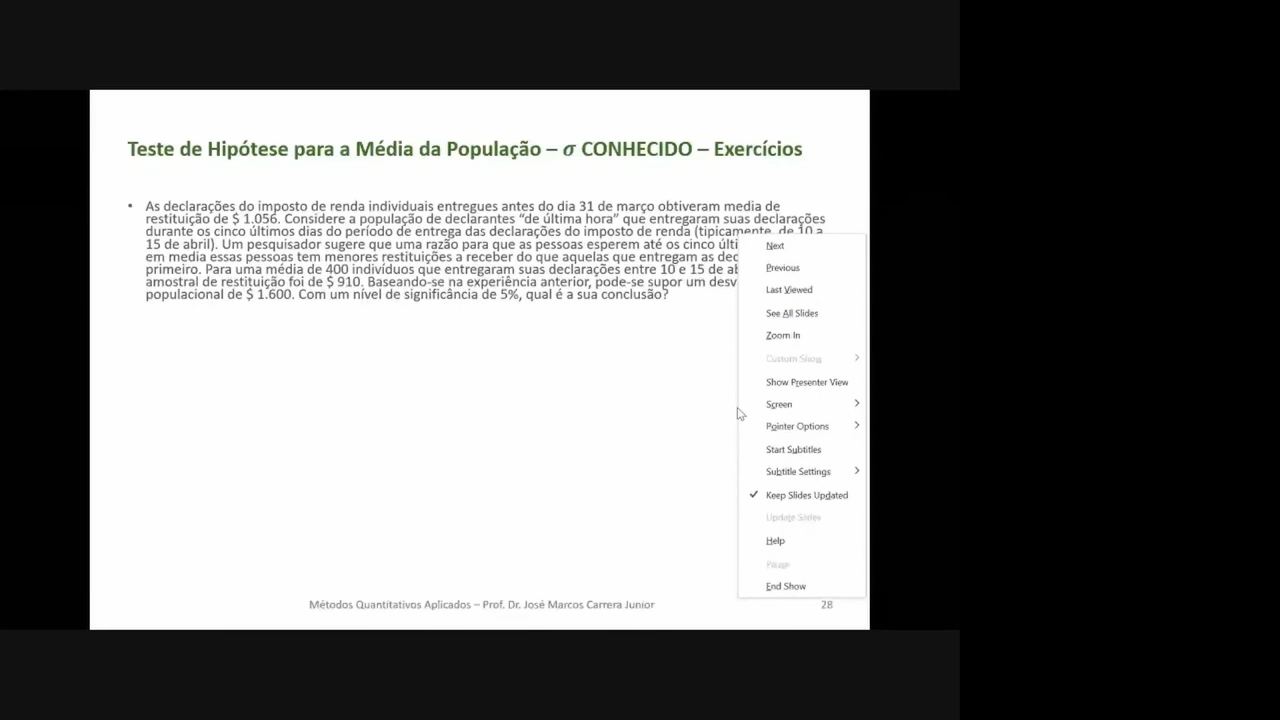 Teste de Hipótese para a Média da População – σ CONHECIDO – Exercícios
• As declarações do imposto de renda individuais entregues antes do dia 31 de março obtiveram media de
restituição de $ 1.056. Considere a população de declarantes “de última hora” que entregaram suas declarações
durante os cinco últimos dias do período de entrega das declarações do imposto de renda (tipicamente, de 10 a
15 de abril). Um pesquisador sugere que uma razão para que as pessoas esperem até os cinco últi
em media essas pessoas tem menores restituições a receber do que aquelas que entregam as dec
primeiro. Para uma média de 400 indivíduos que entregaram suas declarações entre 10 e 15 de ab
amostral de restituição foi de $ 910. Baseando-se na experiência anterior, pode-se supor um desv
populacional de $ 1.600. Com um nível de significância de 5%, qual é a sua conclusão?
Next
Previous
Last Viewed
See All Slides
Zoom In
Custom Show
Show Presenter View
Screen
Pointer Options
Start Subtitles
Subtitle Settings
Keep Slides Updated
Update Slides
Help
Pause
End Show
Métodos Quantitativos Aplicados – Prof. Dr. José Marcos Carrera Junior
28